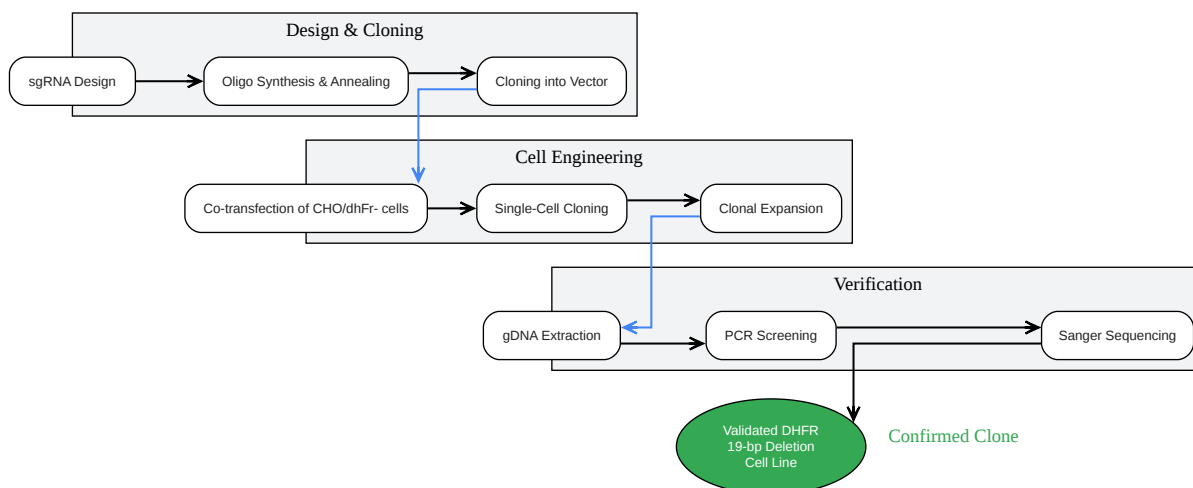 Design & Cloning
sgRNA Design
Oligo Synthesis & Annealing
Cloning into Vector
Cell Engineering
Co-transfection of CHO/dhFr- cells
Single-Cell Cloning
Clonal Expansion
Verification
gDNA Extraction
PCR Screening
Sanger Sequencing
Validated DHFR
19-bp Deletion
Cell Line
Confirmed Clone